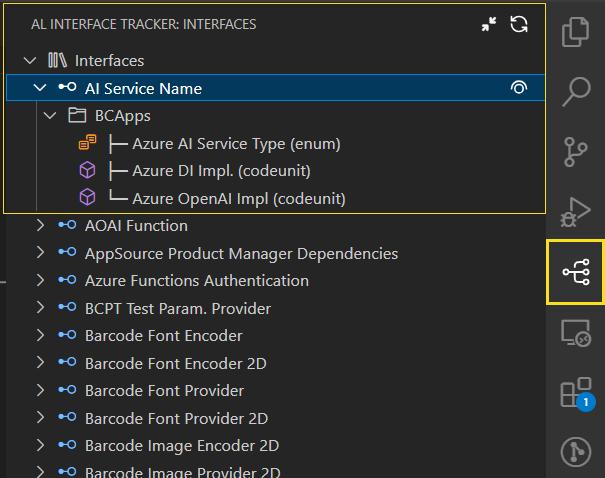 AL INTERFACE TRACKER: INTERFACES
Interfaces
AI Service Name
BCApps
Azure AI Service Type (enum)
Azure DI Impl. (codeunit)
Azure OpenAI Impl (codeunit)
AOAI Function
AppSource Product Manager Dependencies
Azure Functions Authentication
BCPT Test Param. Provider
Barcode Font Encoder
Barcode Font Encoder 2D
Barcode Font Provider
Barcode Font Provider 2D
Barcode Image Encoder 2D
Barcode Image Provider 2D
1